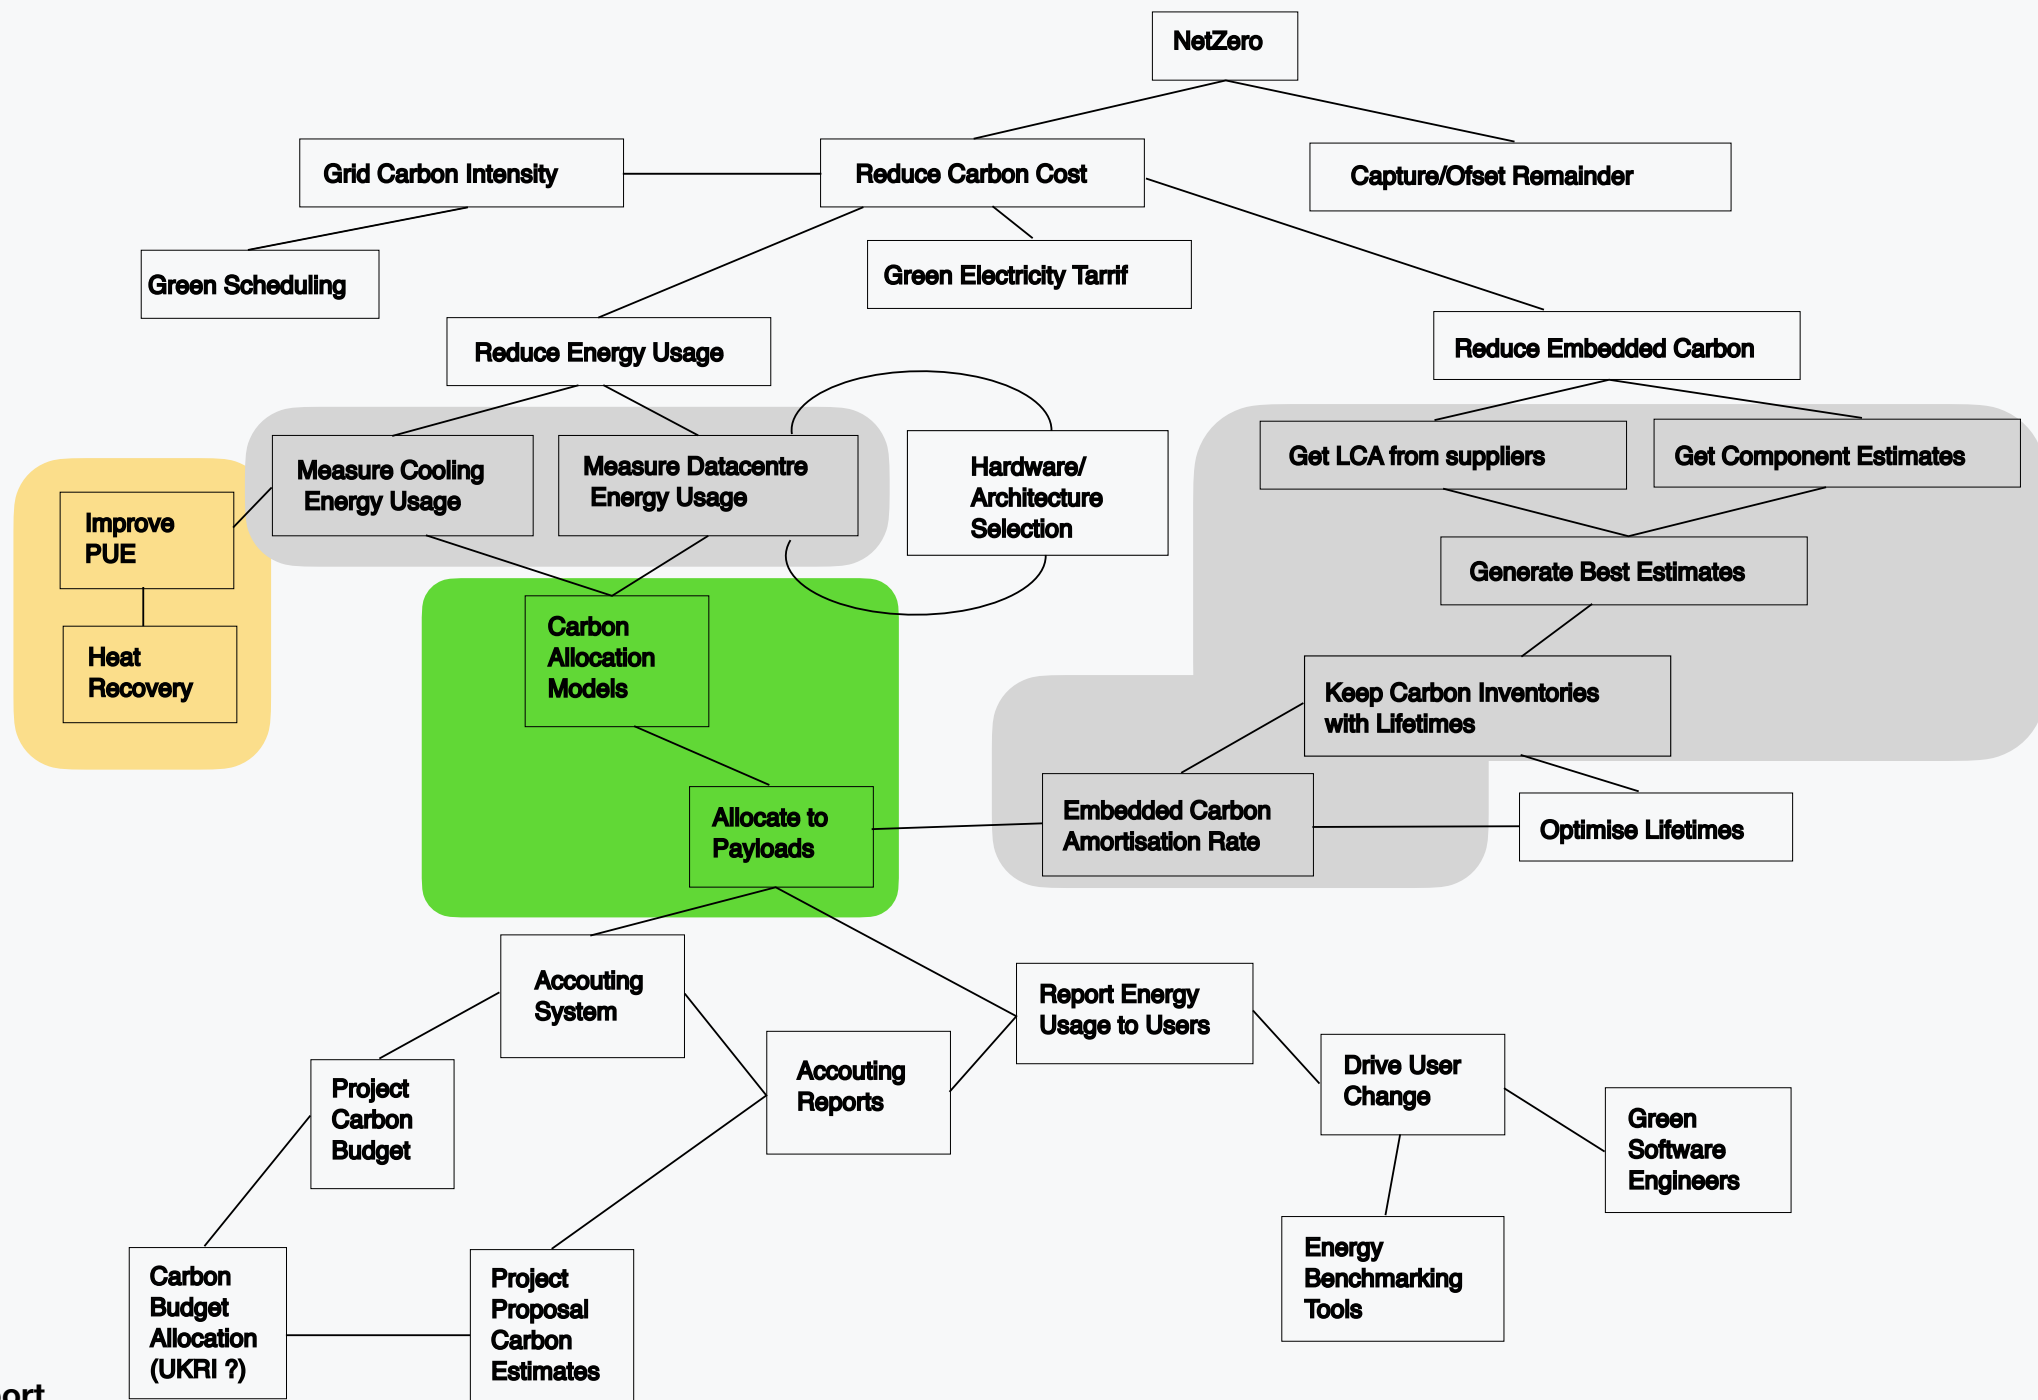 NetZero
Grid Carbon Intensity
Reduce Carbon Cost
Capture/Ofset Remainder
Green Scheduling
Green Electricity Tarrif
Reduce Energy Usage
Reduce Embedded Carbon
Measure Cooling
Energy Usage
Measure Datacentre
Energy Usage
Hardware/
Architecture
Selection
Get LCA from suppliers
Get Component Estimates
Improve
PUE
Generate Best Estimates
Heat
Recovery
Carbon
Allocation
Models
Keep Carbon Inventories
with Lifetimes
Allocate to
Payloads
Embedded Carbon
Amortisation Rate
Optimise Lifetimes
Accouting
System
Report Energy
Usage to Users
Accouting
Reports
Drive User
Change
Project
Carbon
Budget
Green
Software
Engineers
Energy
Benchmarking
Tools
Carbon
Budget
Allocation
(UKRI ?)
Project
Proposal
Carbon
Estimates